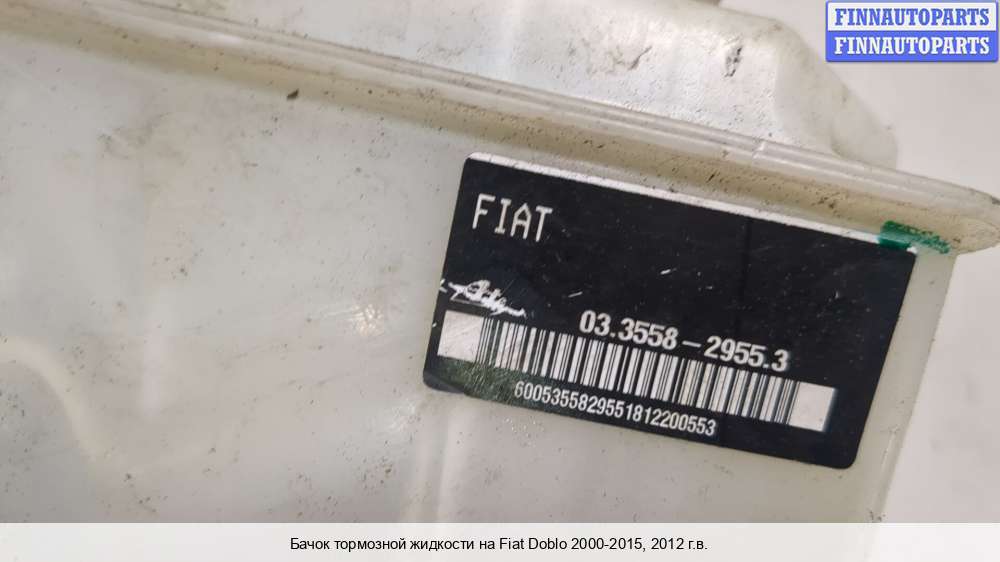 FINNAUTOPARTS
FINNAUTOPARTS
FIAT
03.3558-2955.3
6005355829551812200553
Бачок тормозной жидкости на Fiat Doblo 2000-2015, 2012 г.в.